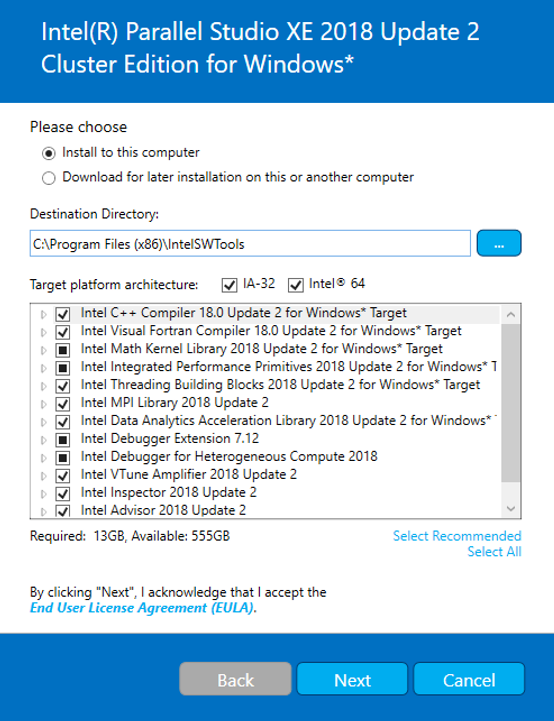 Intel(R) Parallel Studio XE 2018 Update 2
Cluster Edition for Windows*
Please choose
Install to this computer
Download for later installation on this or another computer
Destination Directory:
C:\Program Files (x86)\IntelSWTools
...
Target platform architecture: IA-32 Intel® 64
Intel C++ Compiler 18.0 Update 2 for Windows* Target
Intel Visual Fortran Compiler 18.0 Update 2 for Windows* Target
Intel Math Kernel Library 2018 Update 2 for Windows* Target
Intel Integrated Performance Primitives 2018 Update 2 for Windows* T
Intel Threading Building Blocks 2018 Update 2 for Windows* Target
Intel MPI Library 2018 Update 2
Intel Data Analytics Acceleration Library 2018 Update 2 for Windows*
Intel Debugger Extension 7.12
Intel Debugger for Heterogeneous Compute 2018
Intel VTune Amplifier 2018 Update 2
Intel Inspector 2018 Update 2
Intel Advisor 2018 Update 2
Required: 13GB, Available: 555GB
Select Recommended
Select All
By clicking "Next", I acknowledge that I accept the
End User License Agreement (EULA).
Back Next Cancel